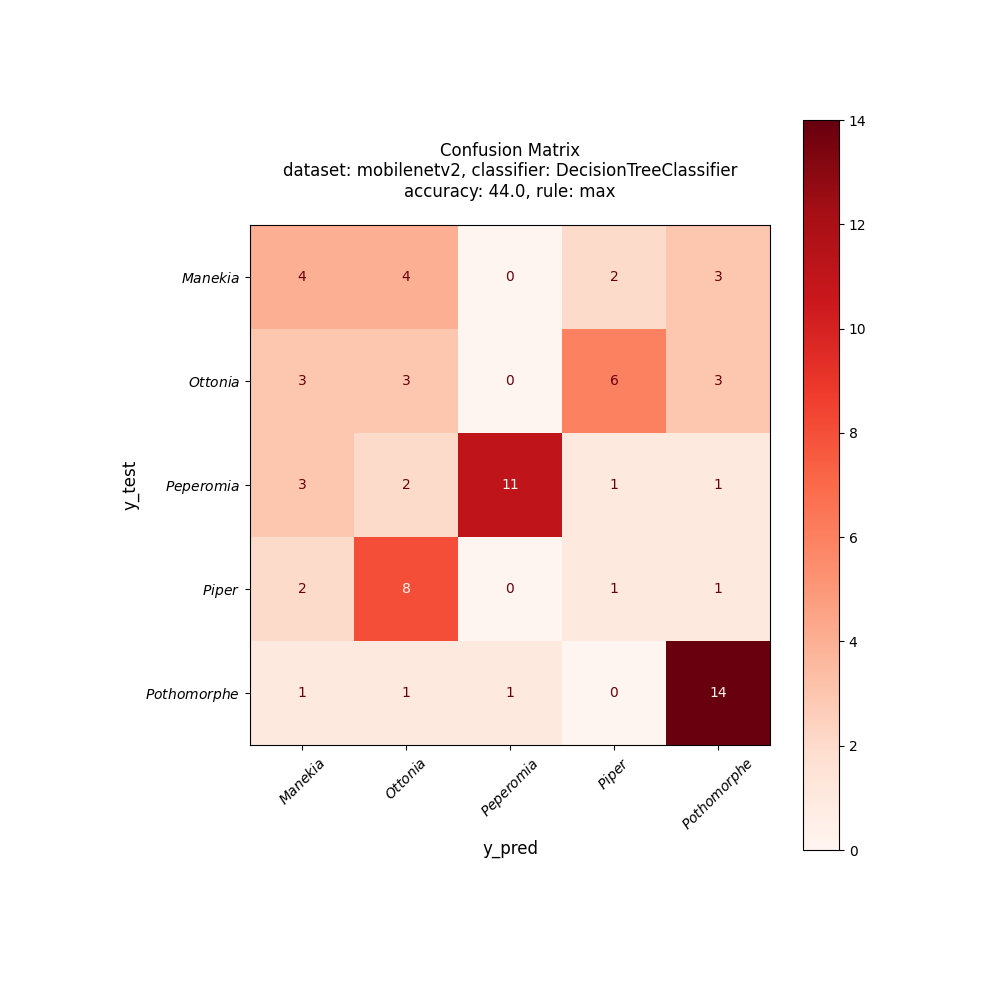 Confusion Matrix
dataset: mobilenetv2, classifier: DecisionTreeClassifier
accuracy: 44.0, rule: max
y_test
Manekia 4 4 0 2 3
Ottonia 3 3 0 6 3
Peperomia 3 2 11 1 1
Piper 2 8 0 1 1
Pothomorphe 1 1 1 0 14
Manekia Ottonia Peperomia Piper Pothomorphe
y_pred
14
12
10
8
6
4
2
0